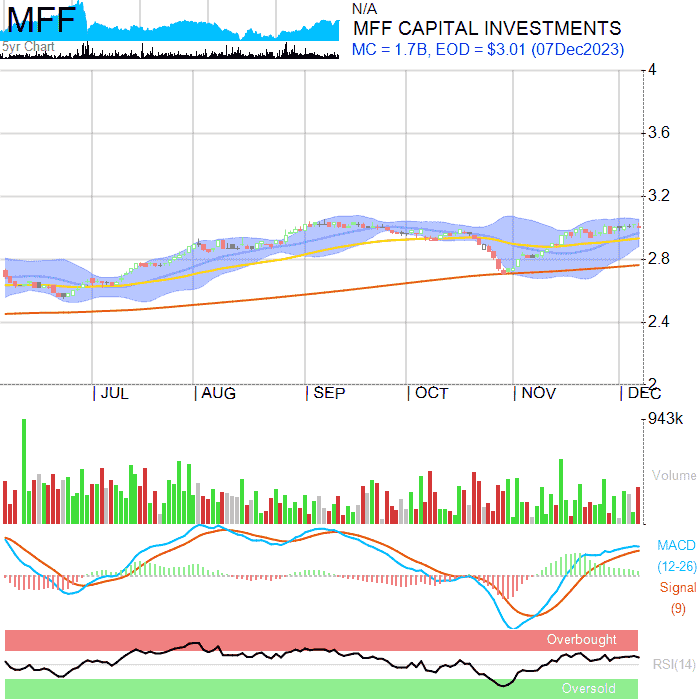 MFF
5yr Chart
N/A
MFF CAPITAL INVESTMENTS
MC = 1.7B, EOD = $3.01 (07Dec2023)
4
3.6
3.2
2.8
2.4
2
JUL AUG SEP OCT NOV DEC
943k
Volume
MACD
(12-26)
Signal
(9)
Overbought
RSI(14)
Oversold